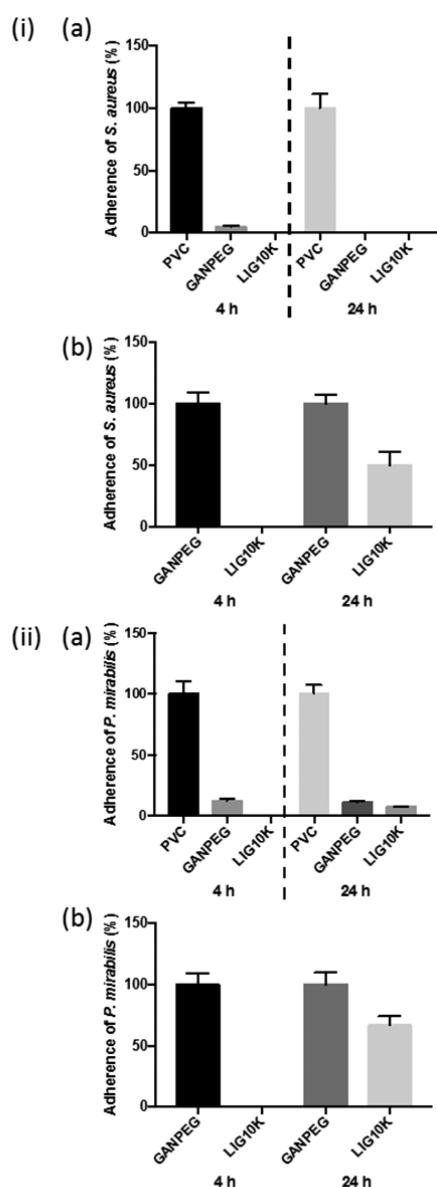 (i) (a)
Adherence of S. aureus (%)
150
100
50
0
PVC GANPEG LIG10K PVC GANPEG LIG10K
4 h 24 h
(b)
Adherence of S. aureus (%)
150
100
50
0
GANPEG LIG10K GANPEG LIG10K
4 h 24 h
(ii) (a)
Adherence of P. mirabilis (%)
150
100
50
0
PVC GANPEG LIG10K PVC GANPEG LIG10K
4 h 24 h
(b)
Adherence of P. mirabilis (%)
150
100
50
0
GANPEG LIG10K GANPEG LIG10K
4 h 24 h